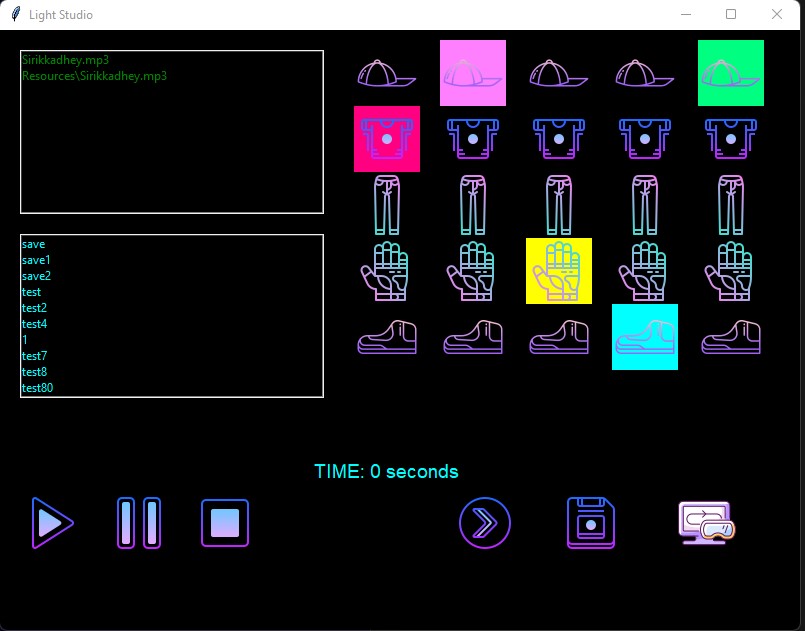 Light Studio
Sirikkadhey.mp3
Resources\Sirikkadhey.mp3
save
save1
save2
test
test2
test4
1
test7
test8
test80
TIME: 0 seconds